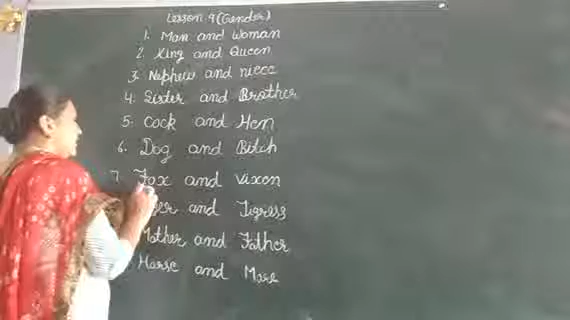 Lesson 9 (Gender)
1. Man and Woman
2. King and Queen
3. Nephew and niece
4. Sister and Brother
5. Cock and Hen
6. Dog and Bitch
7. Fox and Vixen
and Tigress
Mother and Father
Horse and Mare